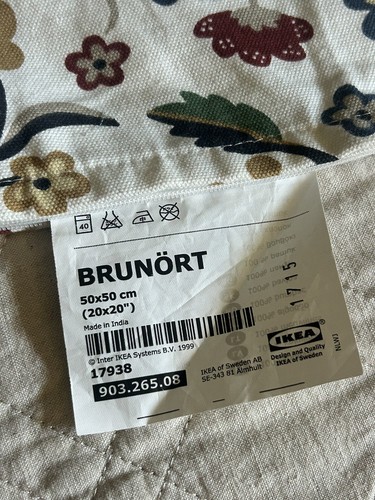 40
BRUNÖRT
50x50 cm
(20x20")
Made in India
© Inter IKEA Systems B.V. 1999
17938
903.265.08
IKEA of Sweden AB
SE-343 81 Älmhult
1715
IKEA
Design and Quality
IKEA of Sweden